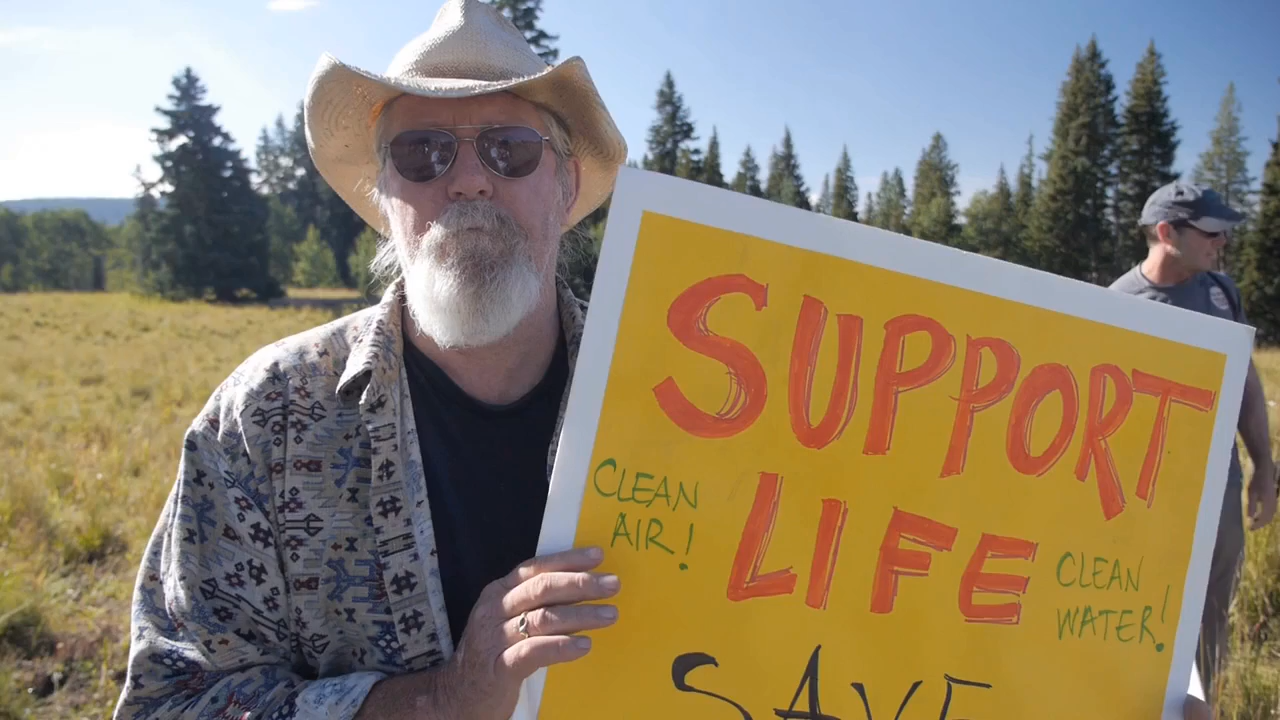 SUPPORT
LIFE
CLEAN
AIR!
CLEAN
WATER!
SAVE